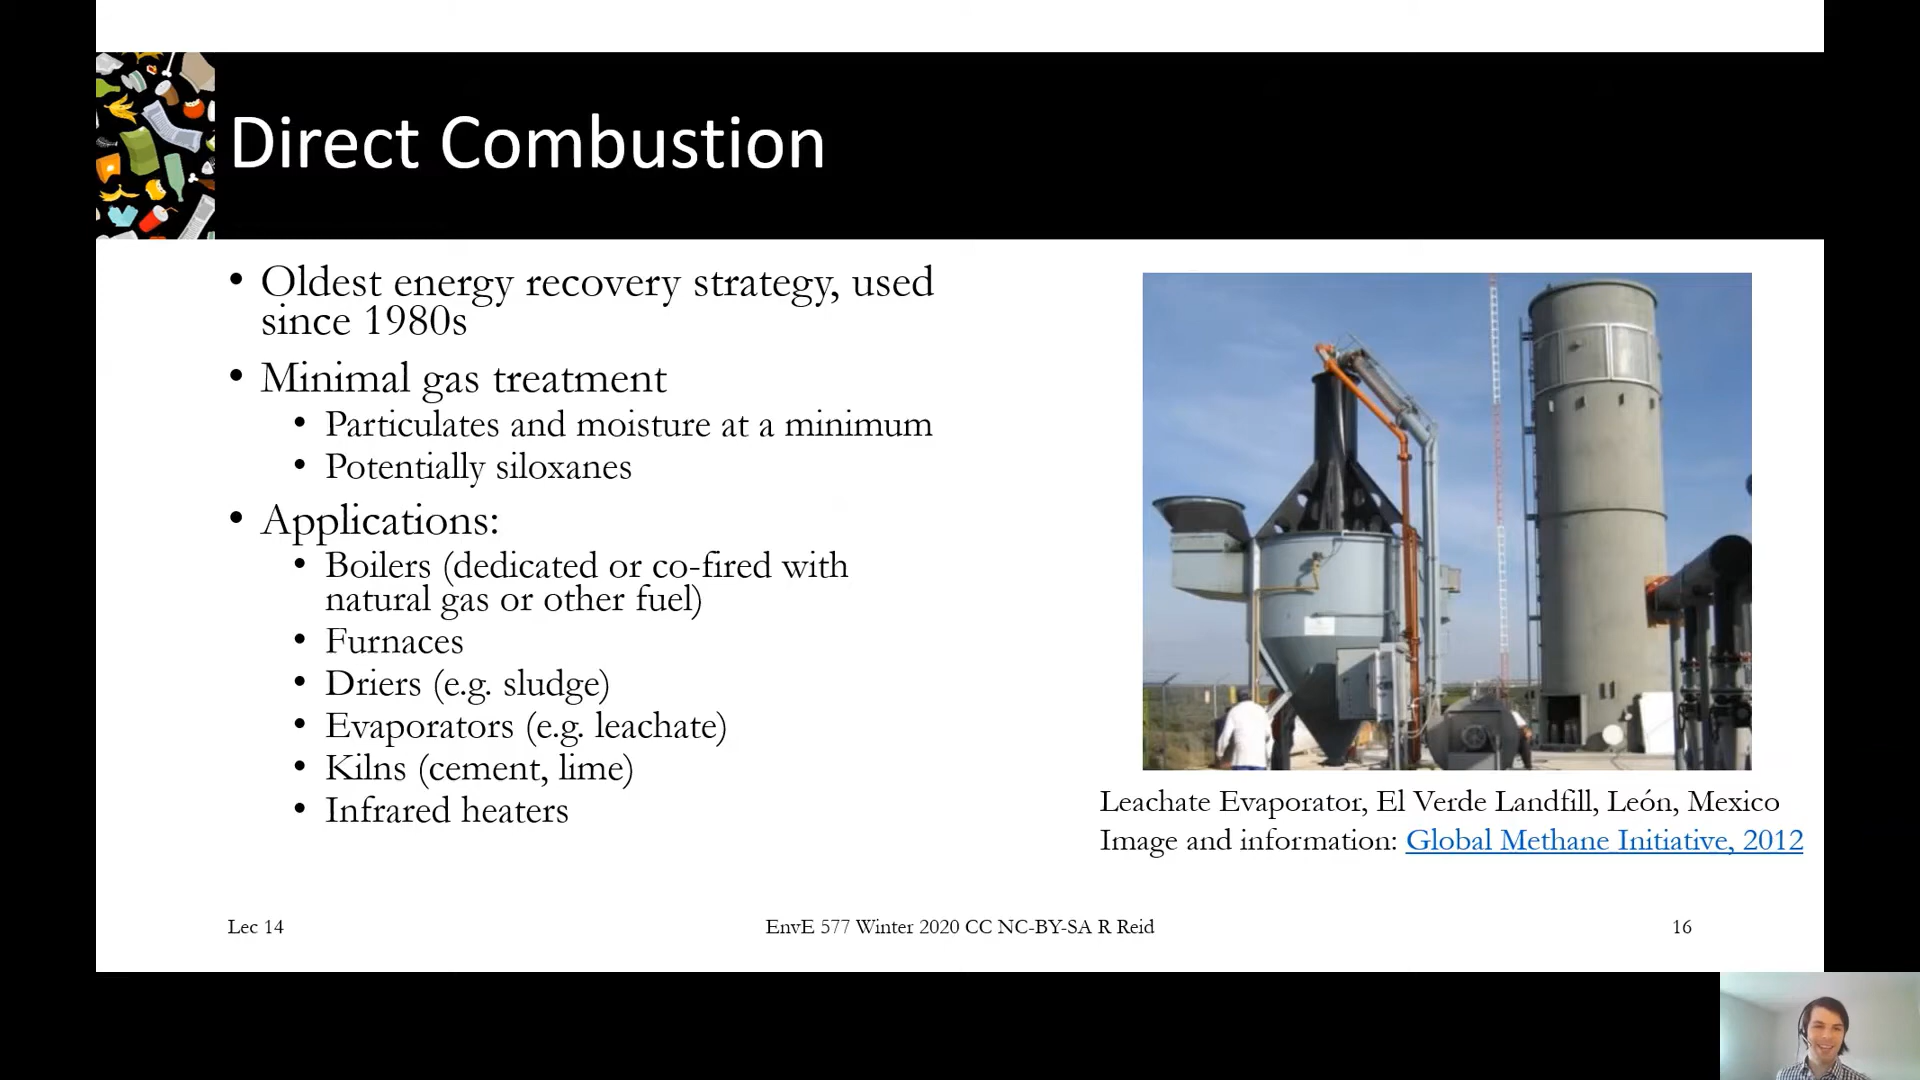 Direct Combustion
• Oldest energy recovery strategy, used
since 1980s
• Minimal gas treatment
• Particulates and moisture at a minimum
• Potentially siloxanes
• Applications:
• Boilers (dedicated or co-fired with
natural gas or other fuel)
• Furnaces
• Driers (e.g. sludge)
• Evaporators (e.g. leachate)
• Kilns (cement, lime)
• Infrared heaters
Leachate Evaporator, El Verde Landfill, León, Mexico
Image and information: Global Methane Initiative, 2012
Lec 14
EnvE 577 Winter 2020 CC NC-BY-SA R Reid
16